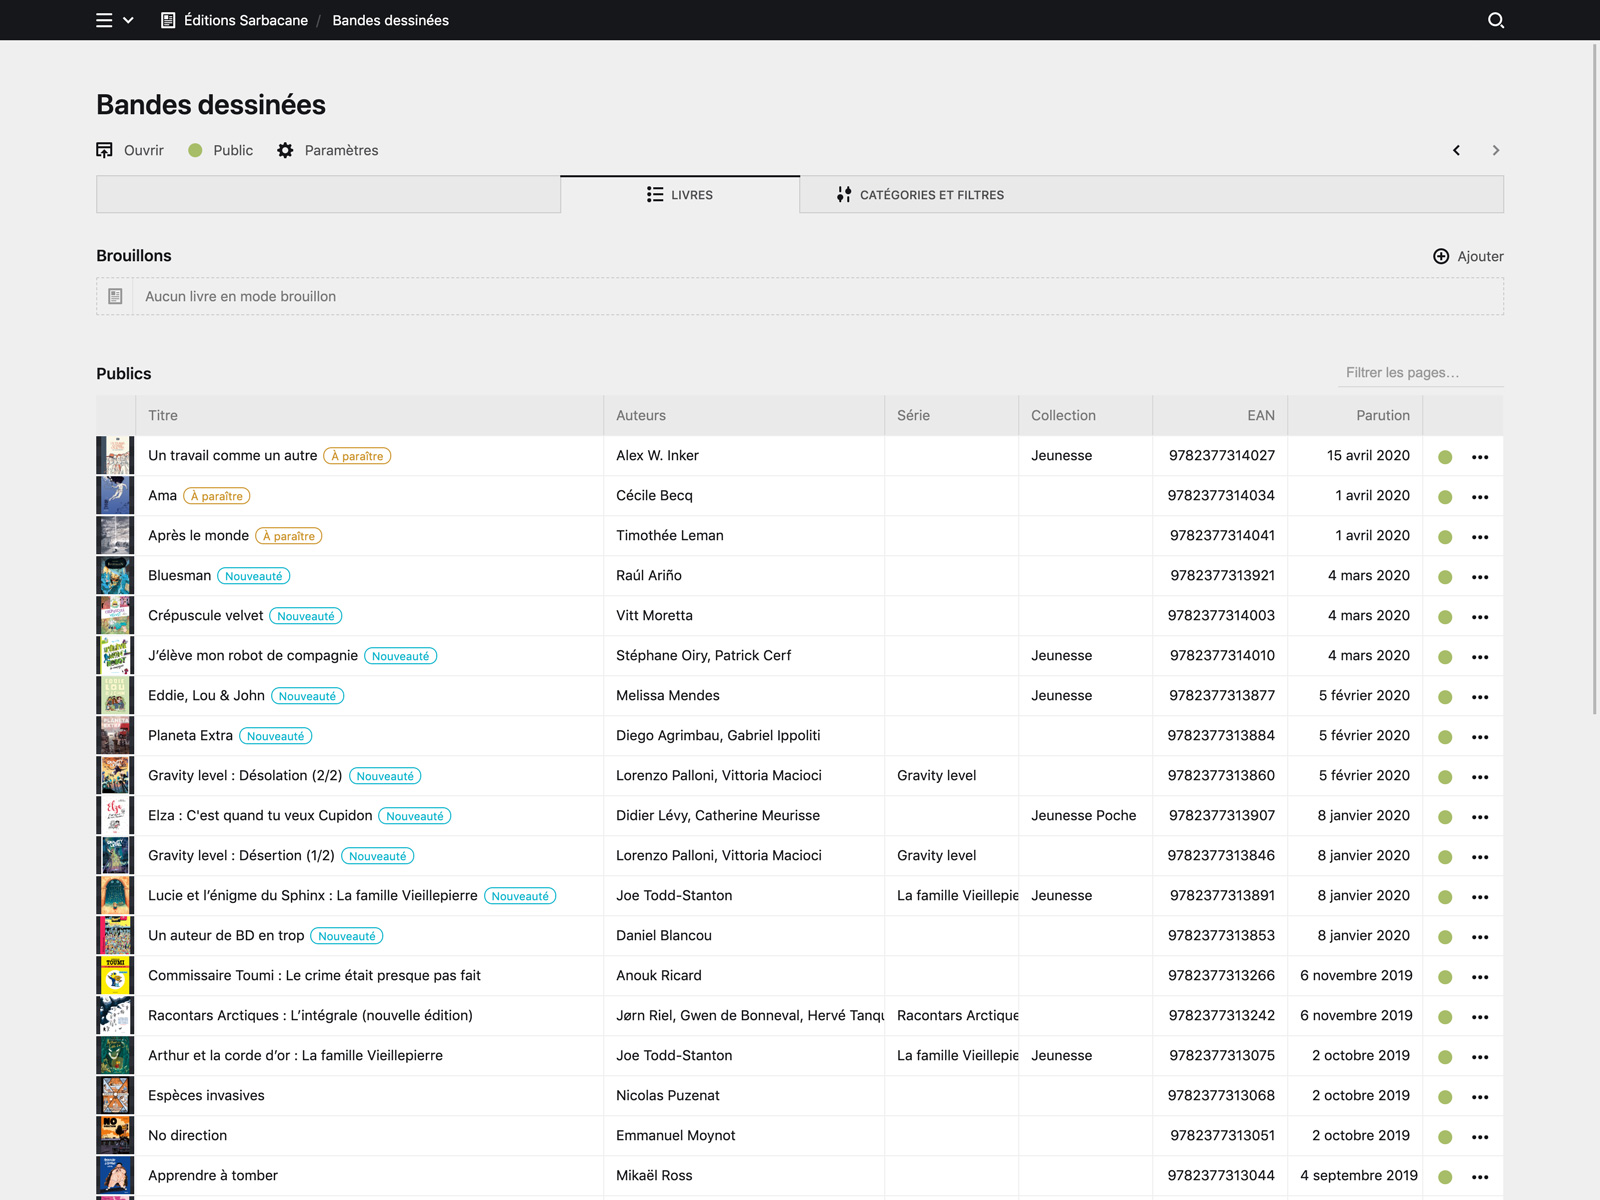 Éditions Sarbacane / Bandes dessinées
Bandes dessinées
Ouvrir Public Paramètres
LIVRES CATÉGORIES ET FILTRES
Brouillons Ajouter
Aucun livre en mode brouillon
Publics Filtrer les pages…
Titre Auteurs Série Collection EAN Parution
Un travail comme un autre À paraître Alex W. Inker Jeunesse 9782377314027 15 avril 2020
Ama À paraître Cécile Becq 9782377314034 1 avril 2020
Après le monde À paraître Timothée Leman 9782377314041 1 avril 2020
Bluesman Nouveauté Raúl Ariño 9782377313921 4 mars 2020
Crépuscule velvet Nouveauté Vitt Moretta 9782377314003 4 mars 2020
J’élève mon robot de compagnie Nouveauté Stéphane Oiry, Patrick Cerf Jeunesse 9782377314010 4 mars 2020
Eddie, Lou & John Nouveauté Melissa Mendes Jeunesse 9782377313877 5 février 2020
Planeta Extra Nouveauté Diego Agrimbau, Gabriel Ippoliti 9782377313884 5 février 2020
Gravity level : Désolation (2/2) Nouveauté Lorenzo Palloni, Vittoria Macioci Gravity level 9782377313860 5 février 2020
Elza : C'est quand tu veux Cupidon Nouveauté Didier Lévy, Catherine Meurisse Jeunesse Poche 9782377313907 8 janvier 2020
Gravity level : Désertion (1/2) Nouveauté Lorenzo Palloni, Vittoria Macioci Gravity level 9782377313846 8 janvier 2020
Lucie et l’énigme du Sphinx : La famille Vieillepierre Nouveauté Joe Todd-Stanton La famille Vieillepie Jeunesse 9782377313891 8 janvier 2020
Un auteur de BD en trop Nouveauté Daniel Blancou 9782377313853 8 janvier 2020
Commissaire Toumi : Le crime était presque pas fait Anouk Ricard 9782377313266 6 novembre 2019
Racontars Arctiques : L’intégrale (nouvelle édition) Jørn Riel, Gwen de Bonneval, Hervé Tanqu Racontars Arctique 9782377313242 6 novembre 2019
Arthur et la corde d’or : La famille Vieillepierre Joe Todd-Stanton La famille Vieillepie Jeunesse 9782377313075 2 octobre 2019
Espèces invasives Nicolas Puzenat 9782377313068 2 octobre 2019
No direction Emmanuel Moynot 9782377313051 2 octobre 2019
Apprendre à tomber Mikaël Ross 9782377313044 4 septembre 2019